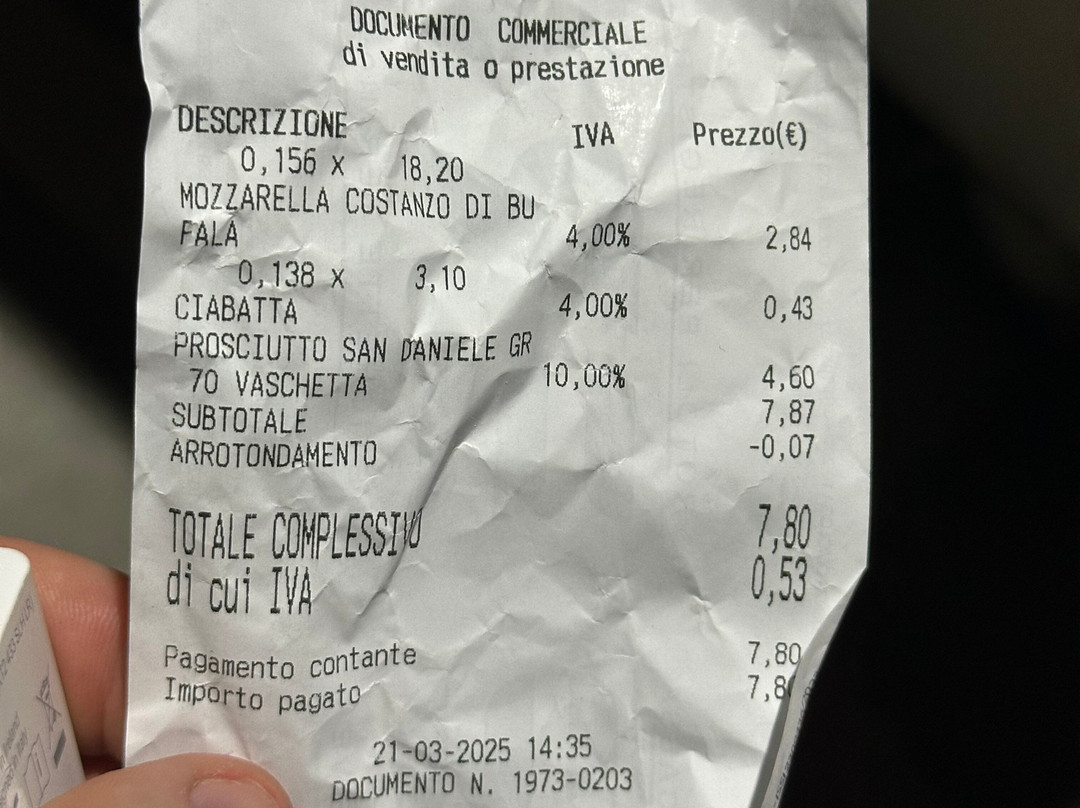 DOCUMENTO COMMERCIALE
di vendita o prestazione
DESCRIZIONE IVA Prezzo(€)
0,156 x 18,20
MOZZARELLA COSTANZO DI BU
FALA 4,00% 2,84
0,138 x 3,10
CIABATTA 4,00% 0,43
PROSCIUTTO SAN DANIELE GR
70 VASCHETTA 10,00% 4,60
SUBTOTALE 7,87
ARROTONDAMENTO -0,07
TOTALE COMPLESSIVO 7,80
di cui IVA 0,53
Pagamento contante 7,80
Importo pagato 7,8
21-03-2025 14:35
DOCUMENTO N. 1973-0203